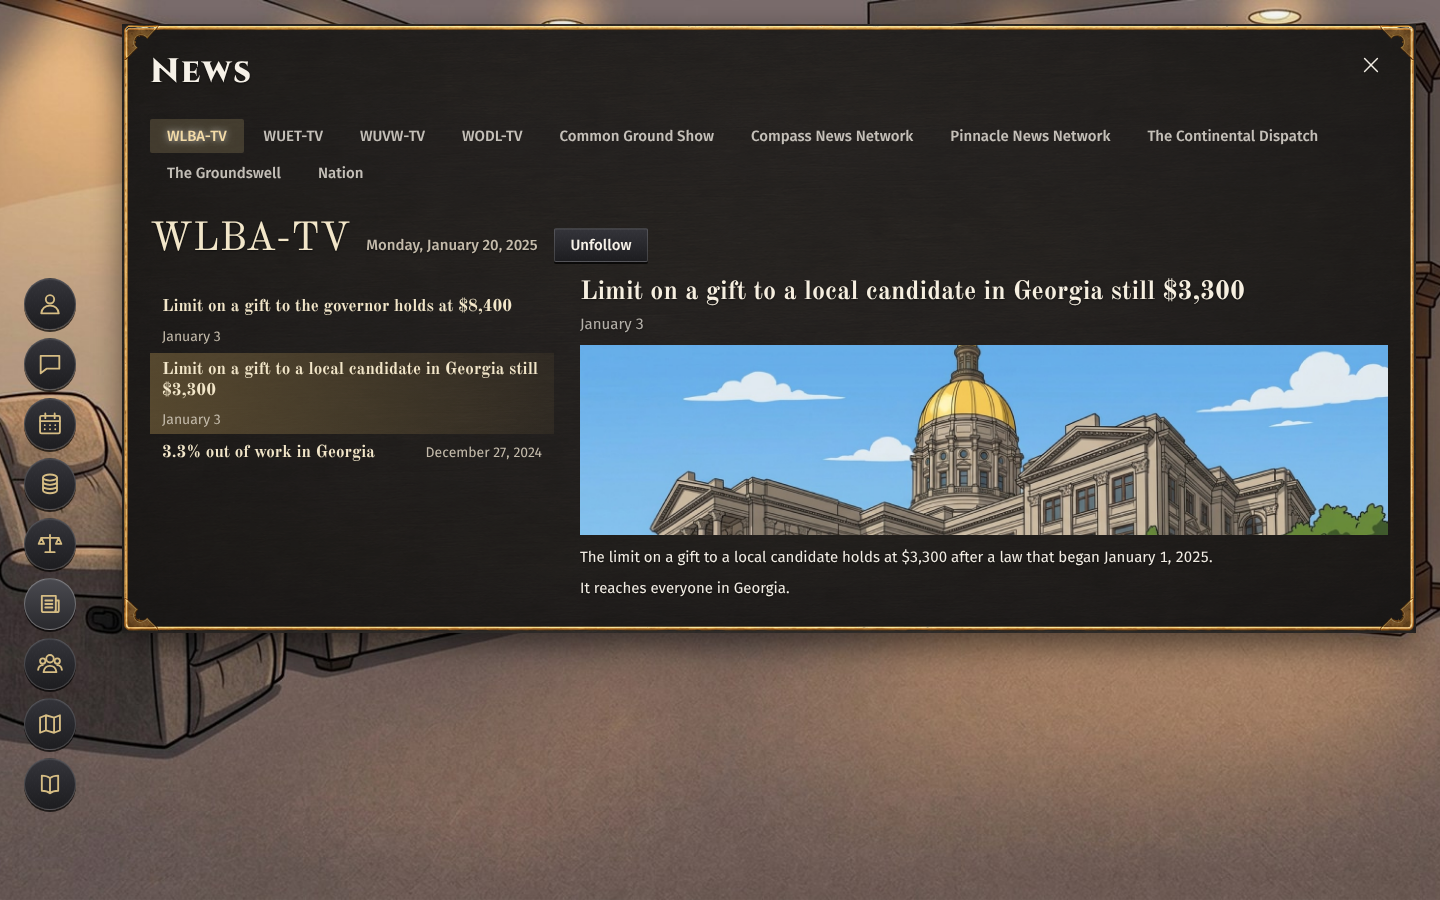 News
WLBA-TV
WUET-TV
WUVW-TV
WODL-TV
Common Ground Show
Compass News Network
Pinnacle News Network
The Continental Dispatch
The Groundswell
Nation
WLBA-TV
Monday, January 20, 2025
Unfollow
Limit on a gift to the governor holds at $8,400
January 3
Limit on a gift to a local candidate in Georgia still
$3,300
January 3
3.3% out of work in Georgia
December 27, 2024
Limit on a gift to a local candidate in Georgia still $3,300
January 3
The limit on a gift to a local candidate holds at $3,300 after a law that began January 1, 2025.
It reaches everyone in Georgia.